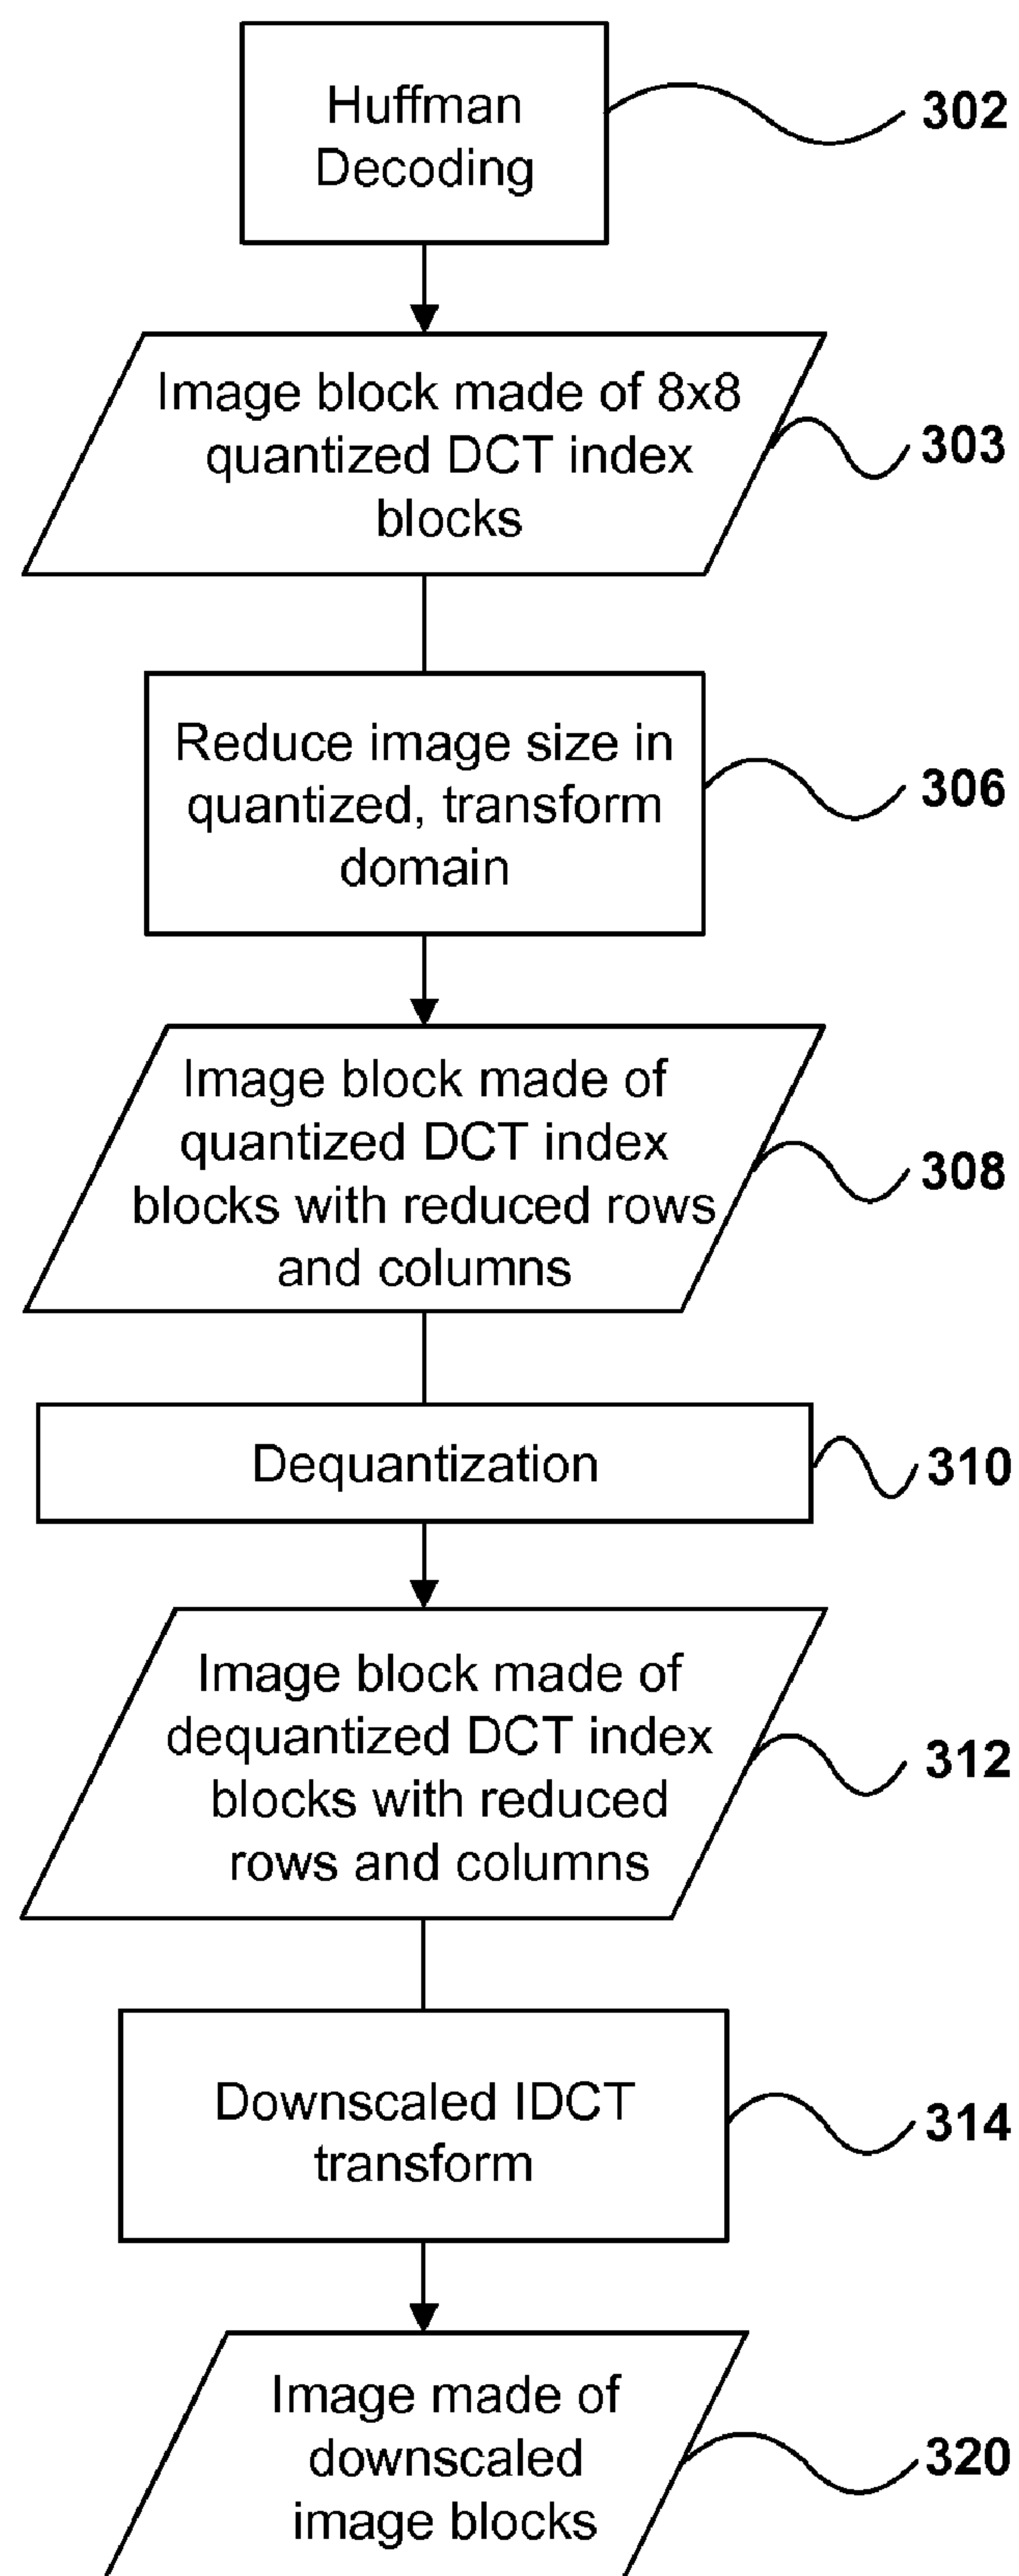 Huffman
Decoding
302
Image block made of 8x8
quantized DCT index
blocks
303
Reduce image size in
quantized, transform
domain
306
Image block made of
quantized DCT index
blocks with reduced rows
and columns
308
Dequantization
310
Image block made of
dequantized DCT index
blocks with reduced
rows and columns
312
Downscaled IDCT
transform
314
Image made of
downscaled
image blocks
320